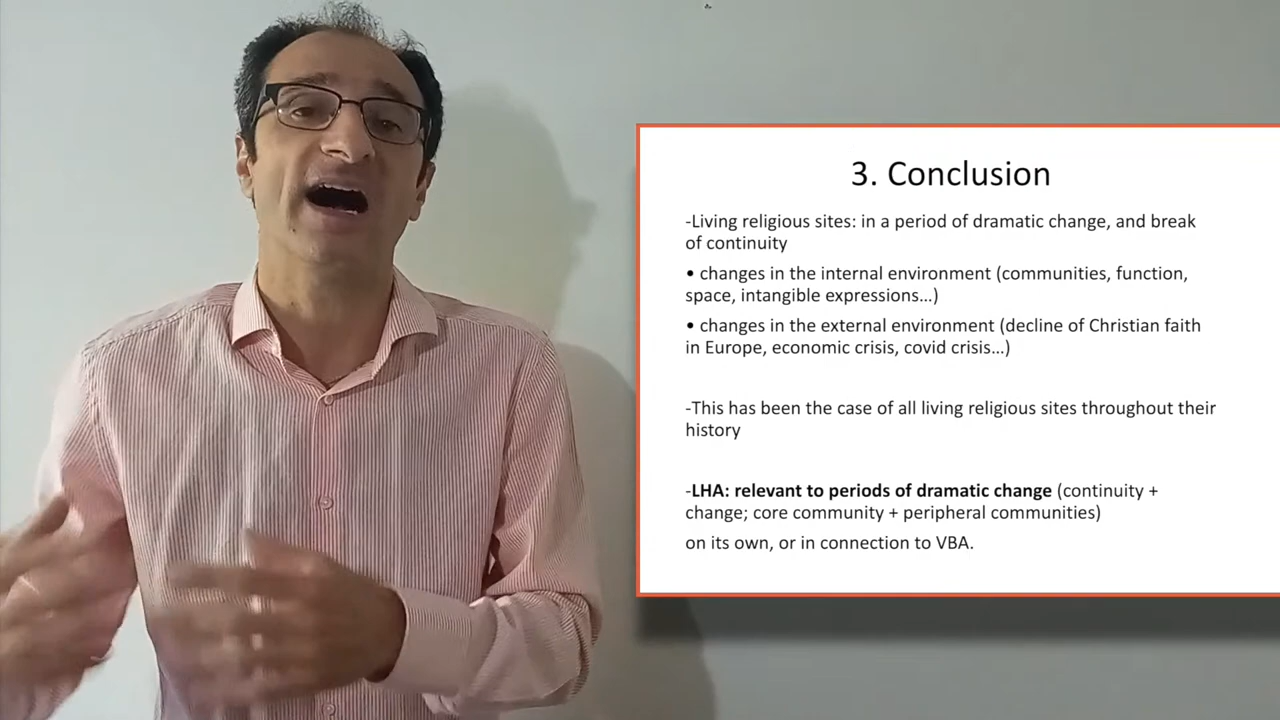 3. Conclusion
-Living religious sites: in a period of dramatic change, and break
of continuity
• changes in the internal environment (communities, function,
space, intangible expressions…)
• changes in the external environment (decline of Christian faith
in Europe, economic crisis, covid crisis…)
-This has been the case of all living religious sites throughout their
history
-LHA: relevant to periods of dramatic change (continuity +
change; core community + peripheral communities)
on its own, or in connection to VBA.